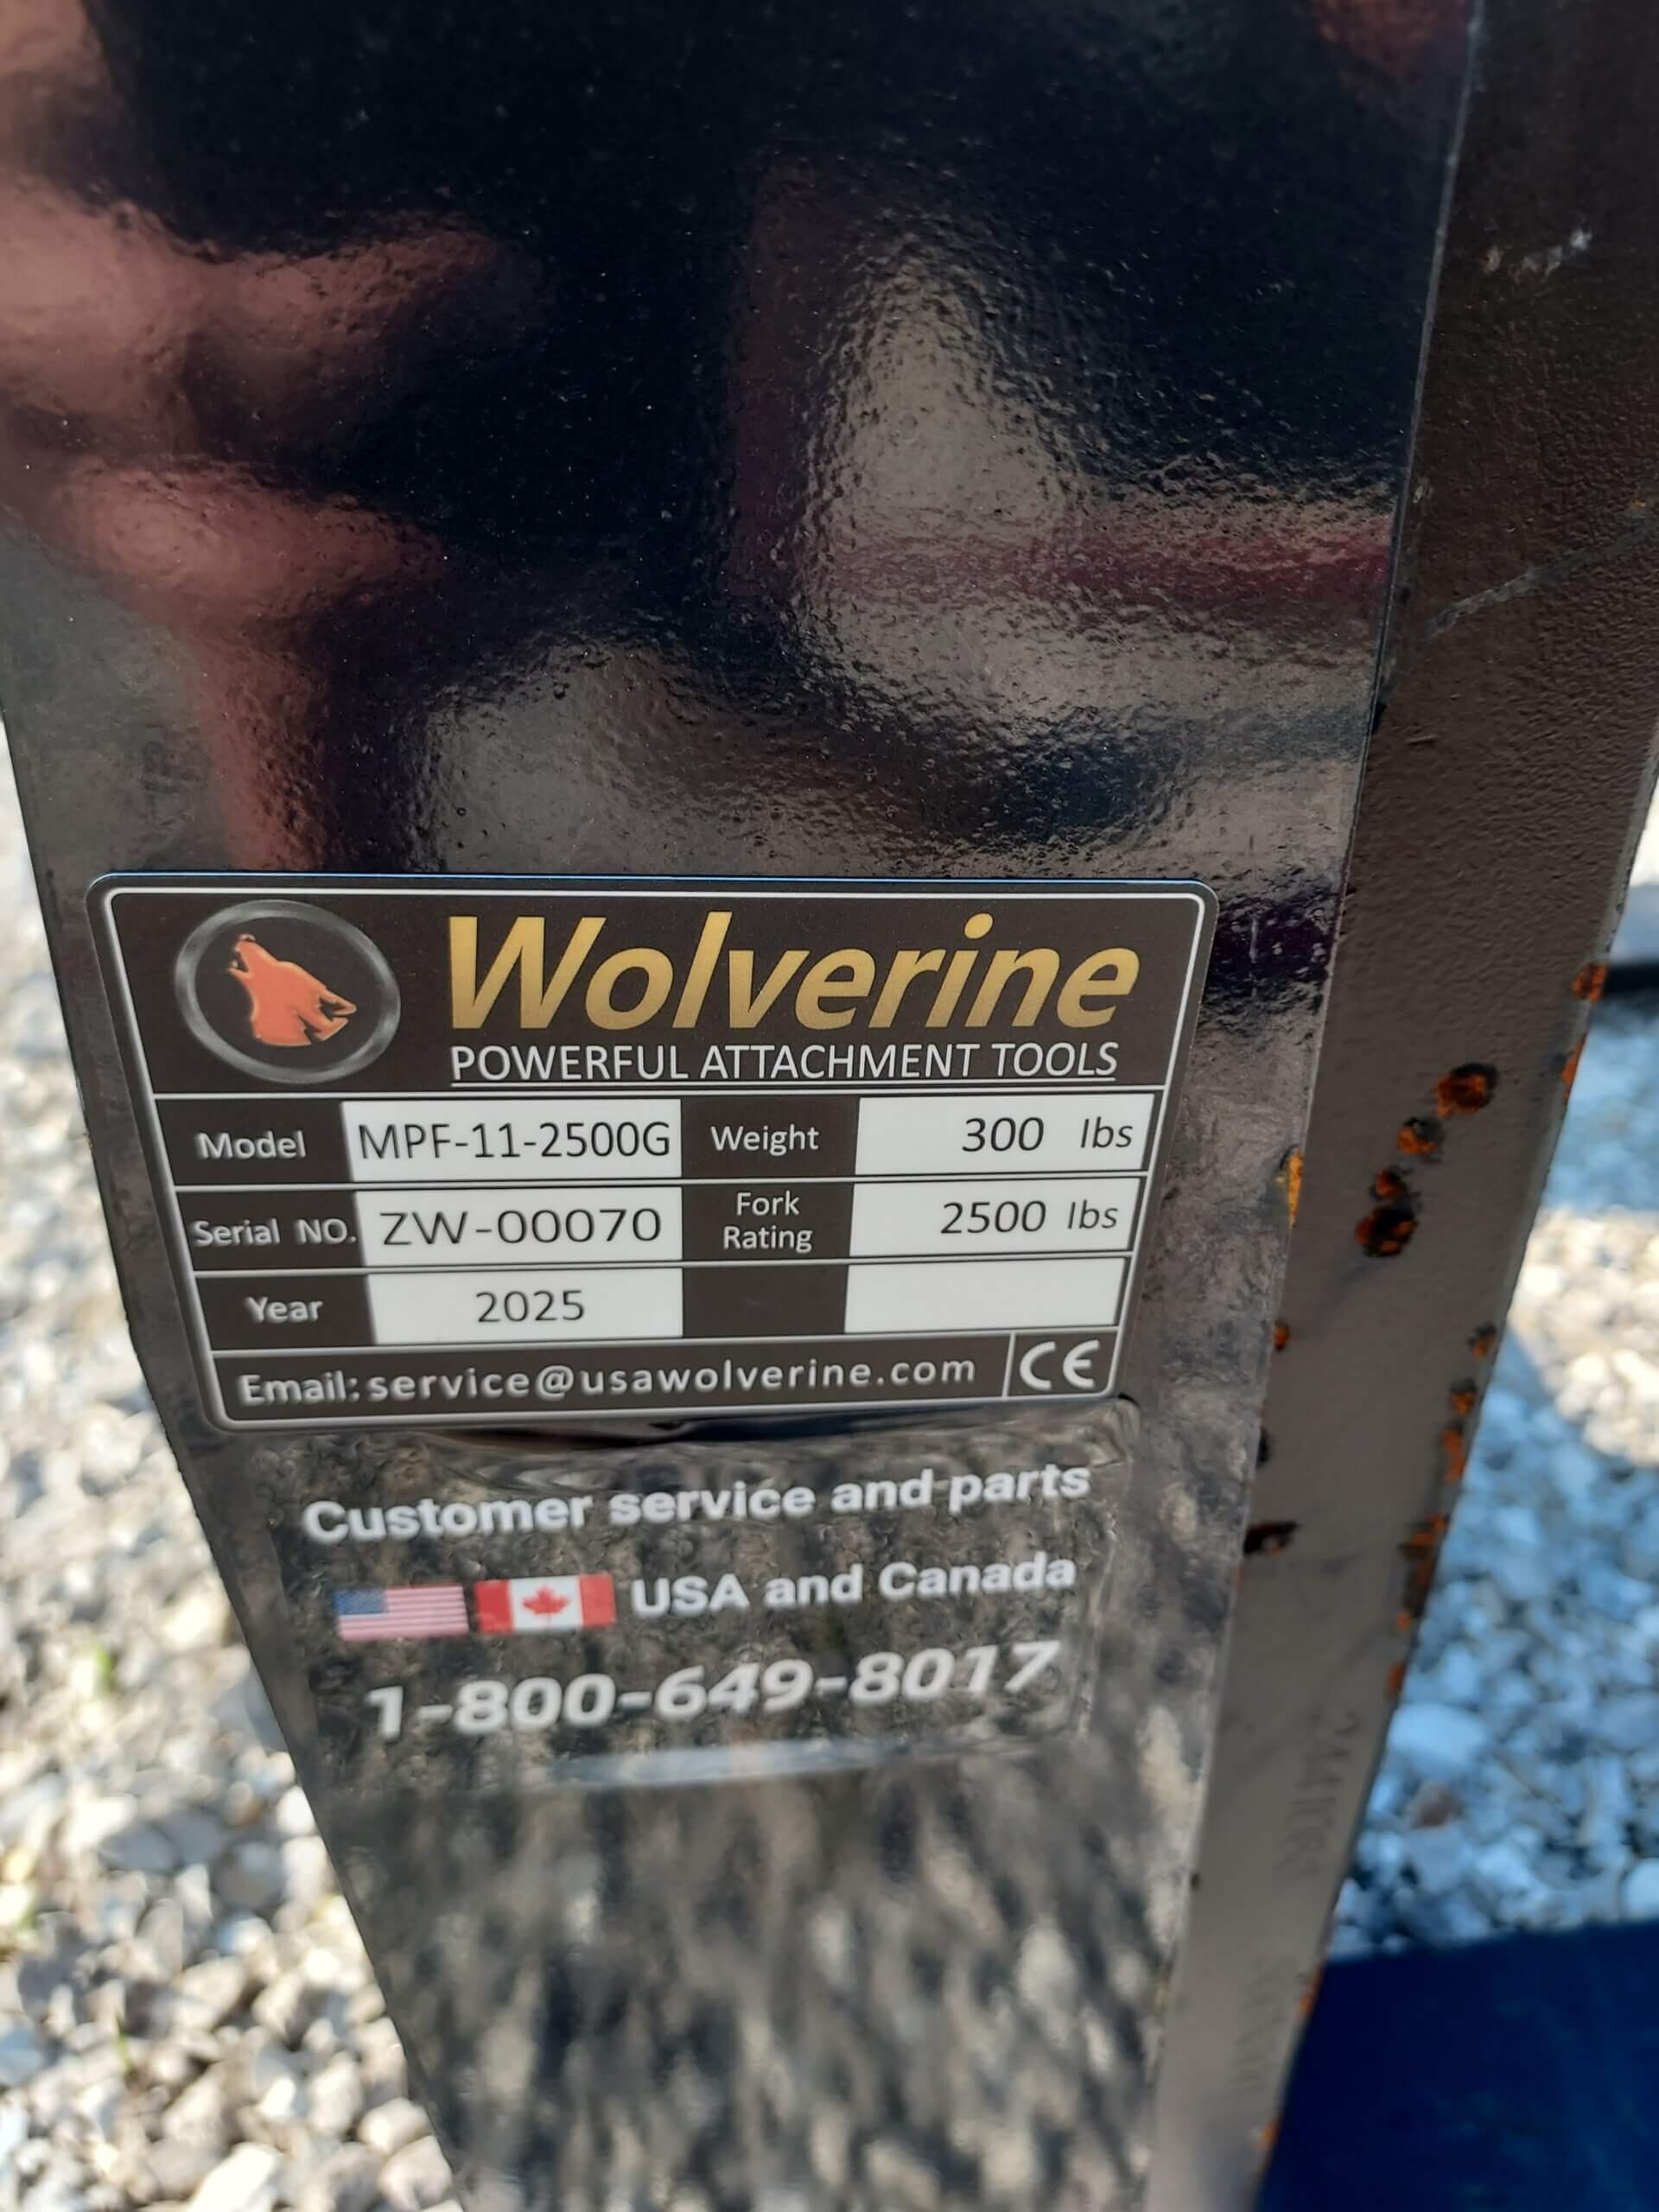 Wolverine
POWERFUL ATTACHMENT TOOLS
Model MPF-11-2500G Weight 300 lbs
Serial NO. ZW-00070 Fork Rating 2500 lbs
Year 2025
Email: service@usawolverine.com CE
Customer service and parts
USA and Canada
1-800-649-8017